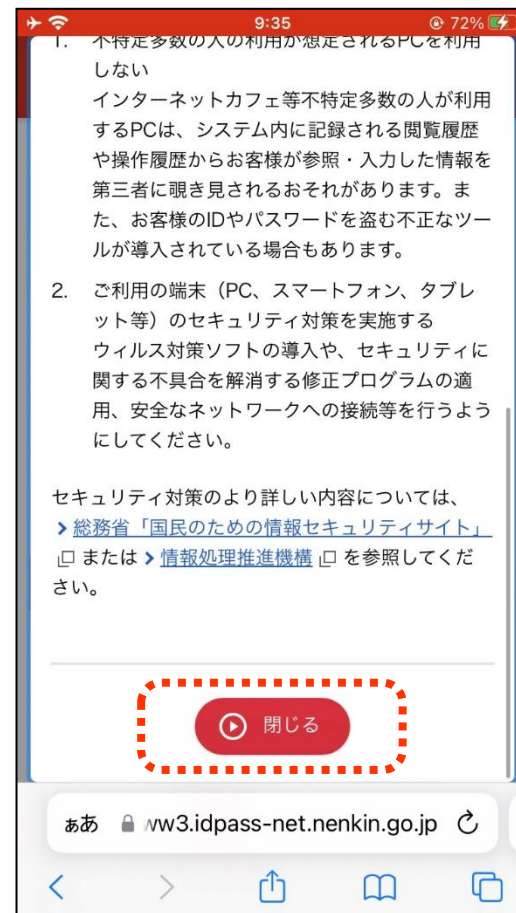 9:35
72%
1. 不特定多数の人の利用が想定されるPCを利用
しない
インターネットカフェ等不特定多数の人が利用
するPCは、システム内に記録される閲覧履歴
や操作履歴からお客様が参照・入力した情報を
第三者に覗き見されるおそれがあります。ま
た、お客様のIDやパスワードを盗む不正なツー
ルが導入されている場合もあります。
2. ご利用の端末（PC、スマートフォン、タブレ
ット等）のセキュリティ対策を実施する
ウィルス対策ソフトの導入や、セキュリティに
関する不具合を解消する修正プログラムの適
用、安全なネットワークへの接続等を行うよう
にしてください。
セキュリティ対策のより詳しい内容については、
総務省「国民のための情報セキュリティサイト」
または 情報処理推進機構 を参照してくだ
さい。
閉じる
ぁあ ww3.idpass-net.nenkin.go.jp